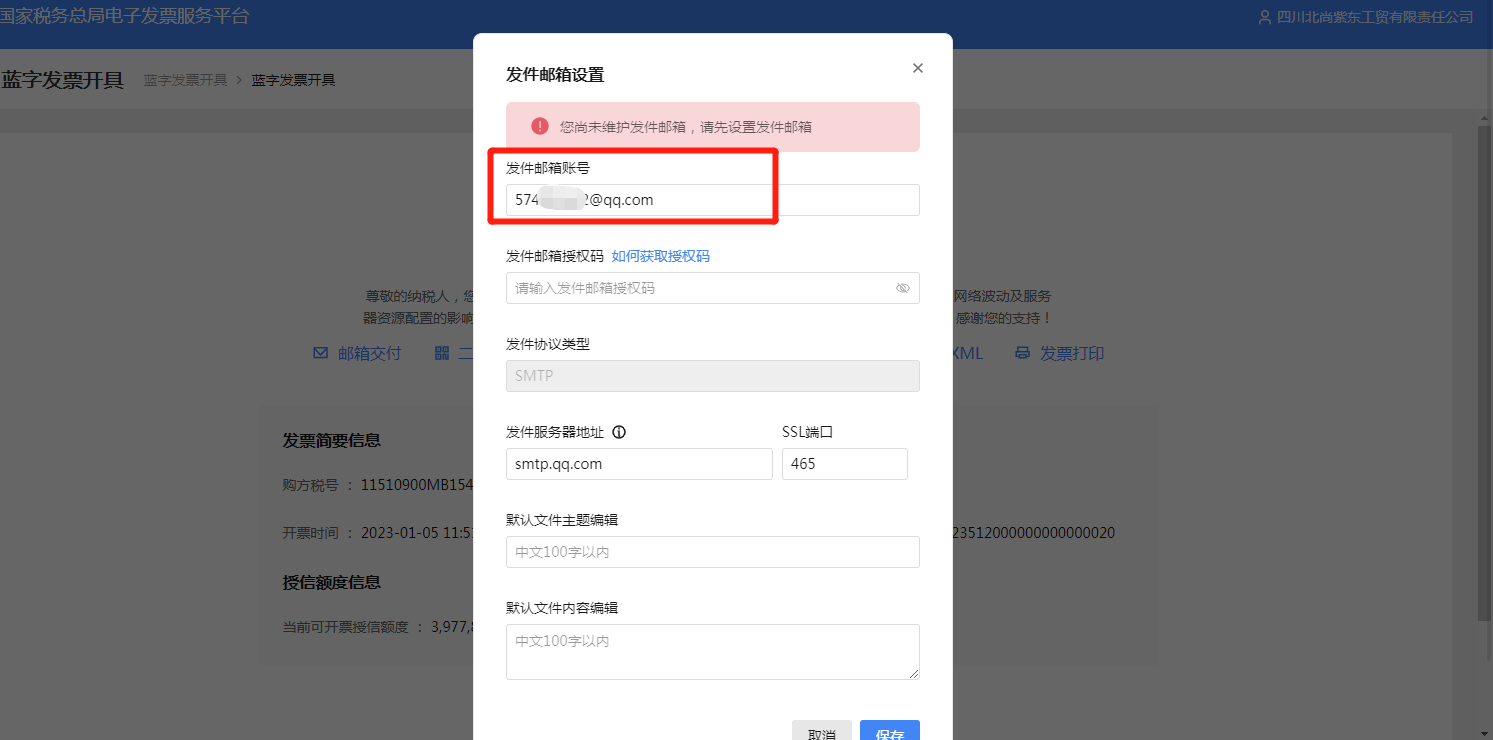 国家税务总局电子发票服务平台
四川北尚紫东工贸有限责任公司
蓝字发票开具
蓝字发票开具 > 蓝字发票开具
发件邮箱设置
您尚未维护发件邮箱，请先设置发件邮箱
发件邮箱账号
574 2@qq.com
发件邮箱授权码 如何获取授权码
请输入发件邮箱授权码
发件协议类型
SMTP
发件服务器地址 SSL端口
smtp.qq.com 465
默认文件主题编辑
中文100字以内
默认文件内容编辑
中文100字以内
取消 保存
尊敬的纳税人，您 网络波动及服务
器资源配置的影响 感谢您的支持！
邮箱交付 二 XML 发票打印
发票简要信息
购方税号 ： 11510900MB154
开票时间 ： 2023-01-05 11:5 23512000000000000020
授信额度信息
当前可开票授信额度 ： 3,977,